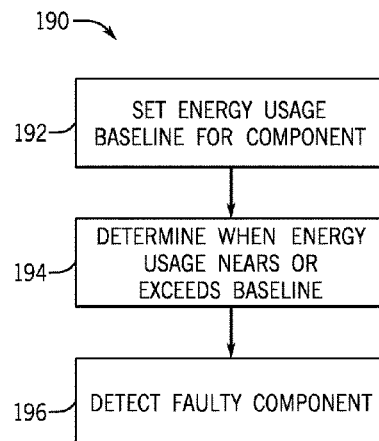 190
192
SET ENERGY USAGE
BASELINE FOR COMPONENT
194
DETERMINE WHEN ENERGY
USAGE NEARS OR
EXCEEDS BASELINE
196
DETECT FAULTY COMPONENT